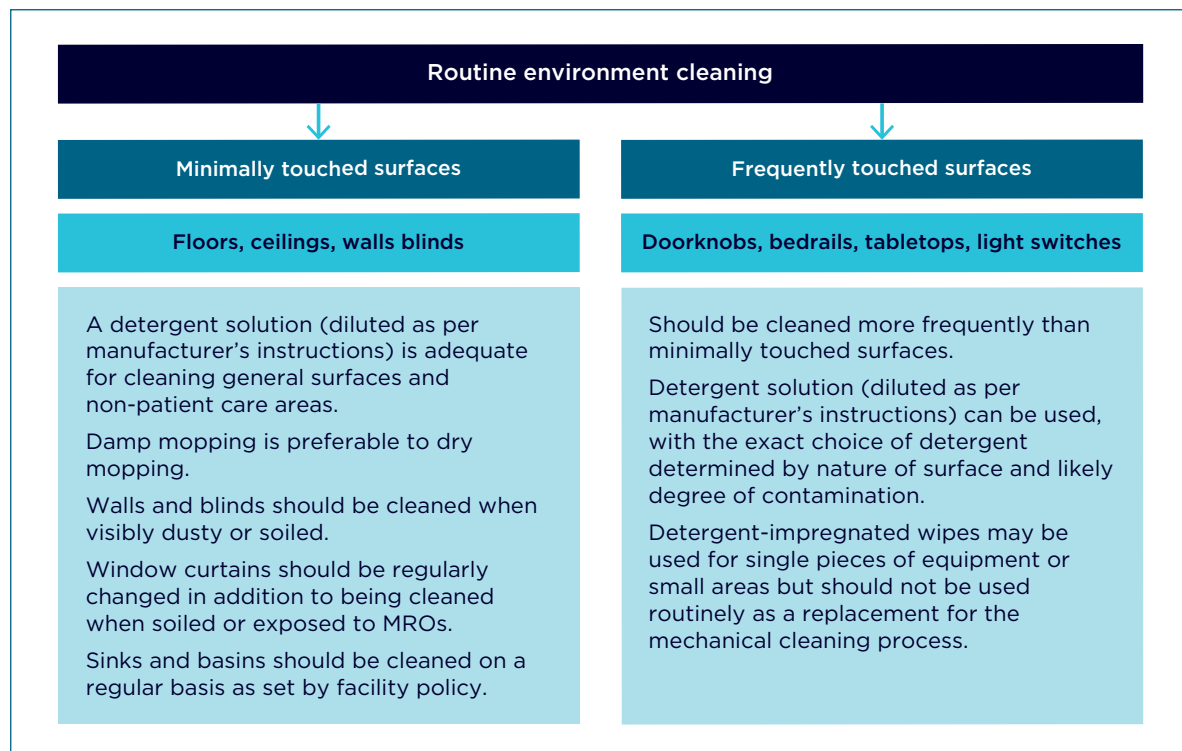 Routine environment cleaning
Minimally touched surfaces
Floors, ceilings, walls blinds
A detergent solution (diluted as per
manufacturer’s instructions) is adequate
for cleaning general surfaces and
non-patient care areas.
Damp mopping is preferable to dry
mopping.
Walls and blinds should be cleaned when
visibly dusty or soiled.
Window curtains should be regularly
changed in addition to being cleaned
when soiled or exposed to MROs.
Sinks and basins should be cleaned on a
regular basis as set by facility policy.
Frequently touched surfaces
Doorknobs, bedrails, tabletops, light switches
Should be cleaned more frequently than
minimally touched surfaces.
Detergent solution (diluted as per
manufacturer’s instructions) can be used,
with the exact choice of detergent
determined by nature of surface and likely
degree of contamination.
Detergent-impregnated wipes may be
used for single pieces of equipment or
small areas but should not be used
routinely as a replacement for the
mechanical cleaning process.